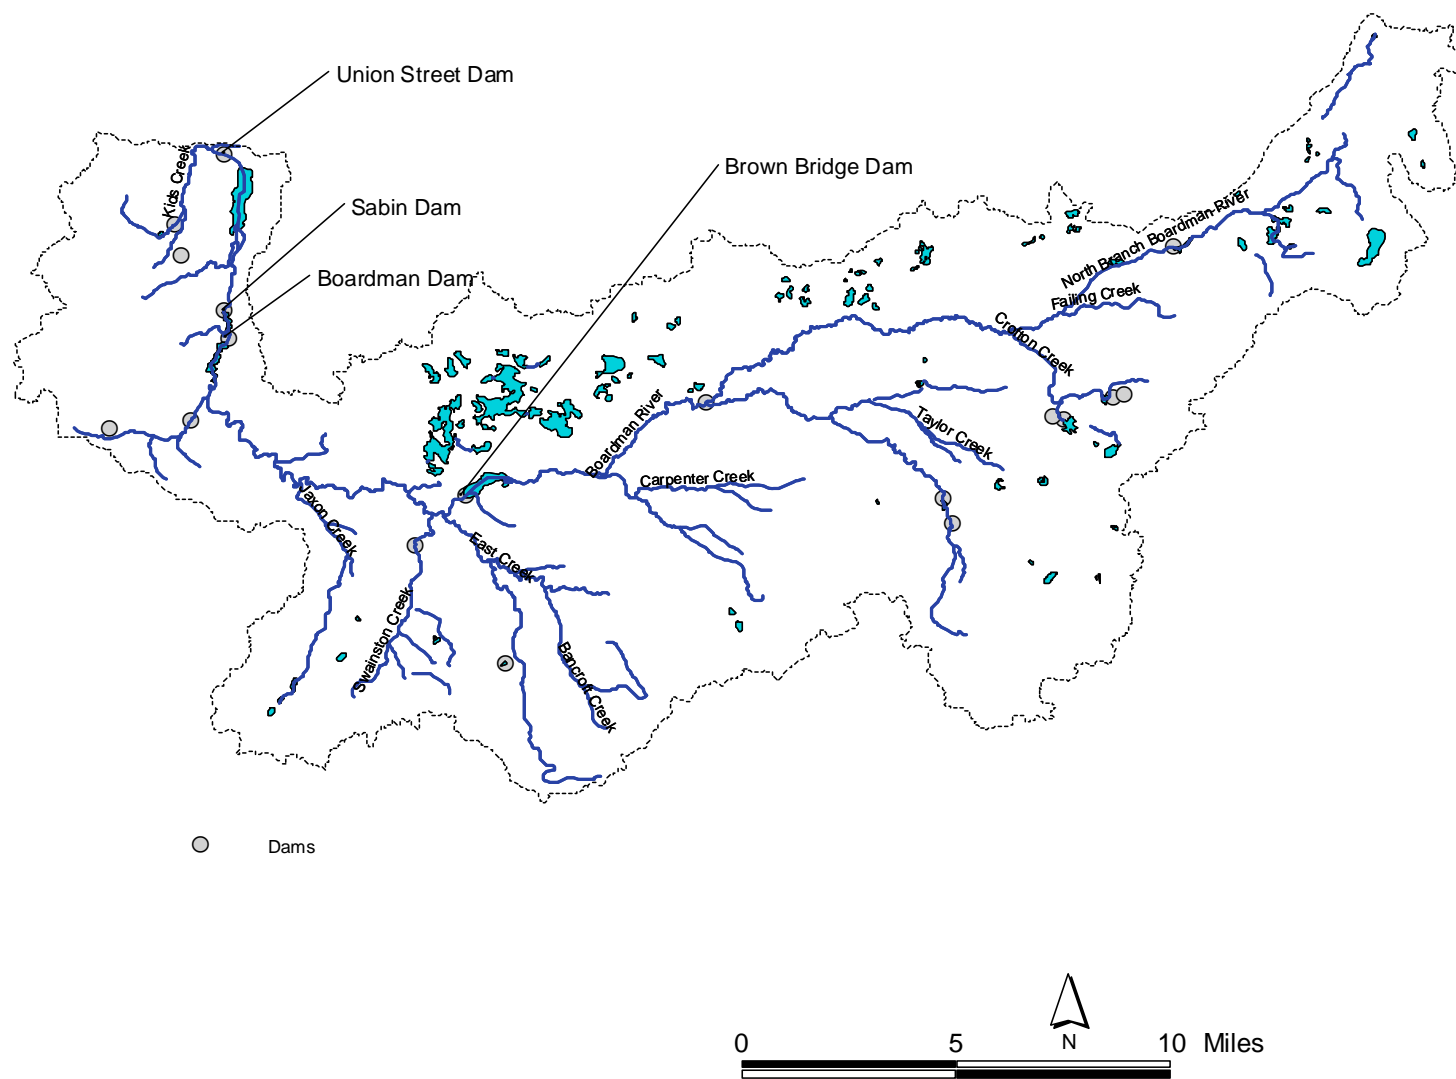 Union Street Dam
Kids Creek
Brown Bridge Dam
Sabin Dam
Boardman Dam
North Branch Boardman River
Failing Creek
Crofton Creek
Boardman River
Taylor Creek
Carpenter Creek
Jaxon Creek
East Creek
Swainston Creek
Bancroft Creek
Dams
N
0 5 10 Miles